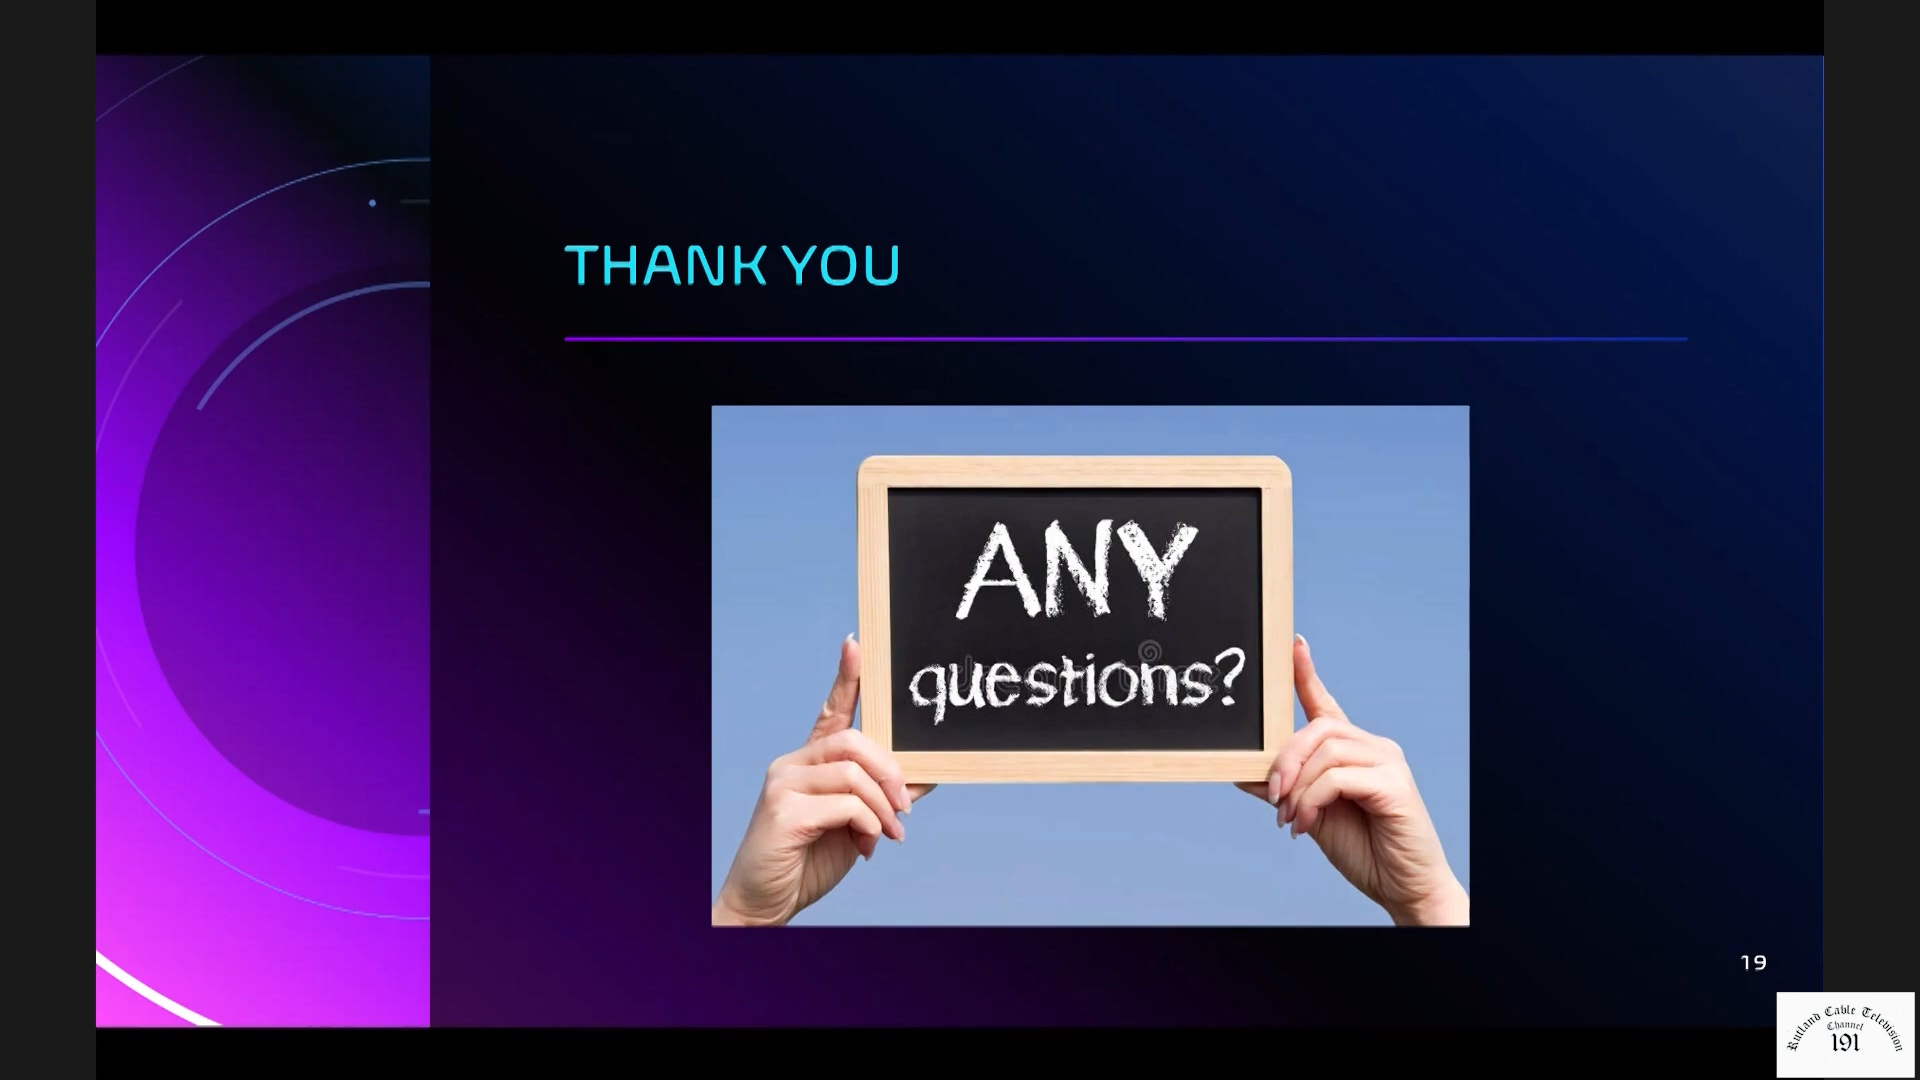 THANK YOU
ANY
questions?
19
Rutland Cable Television
Channel
191